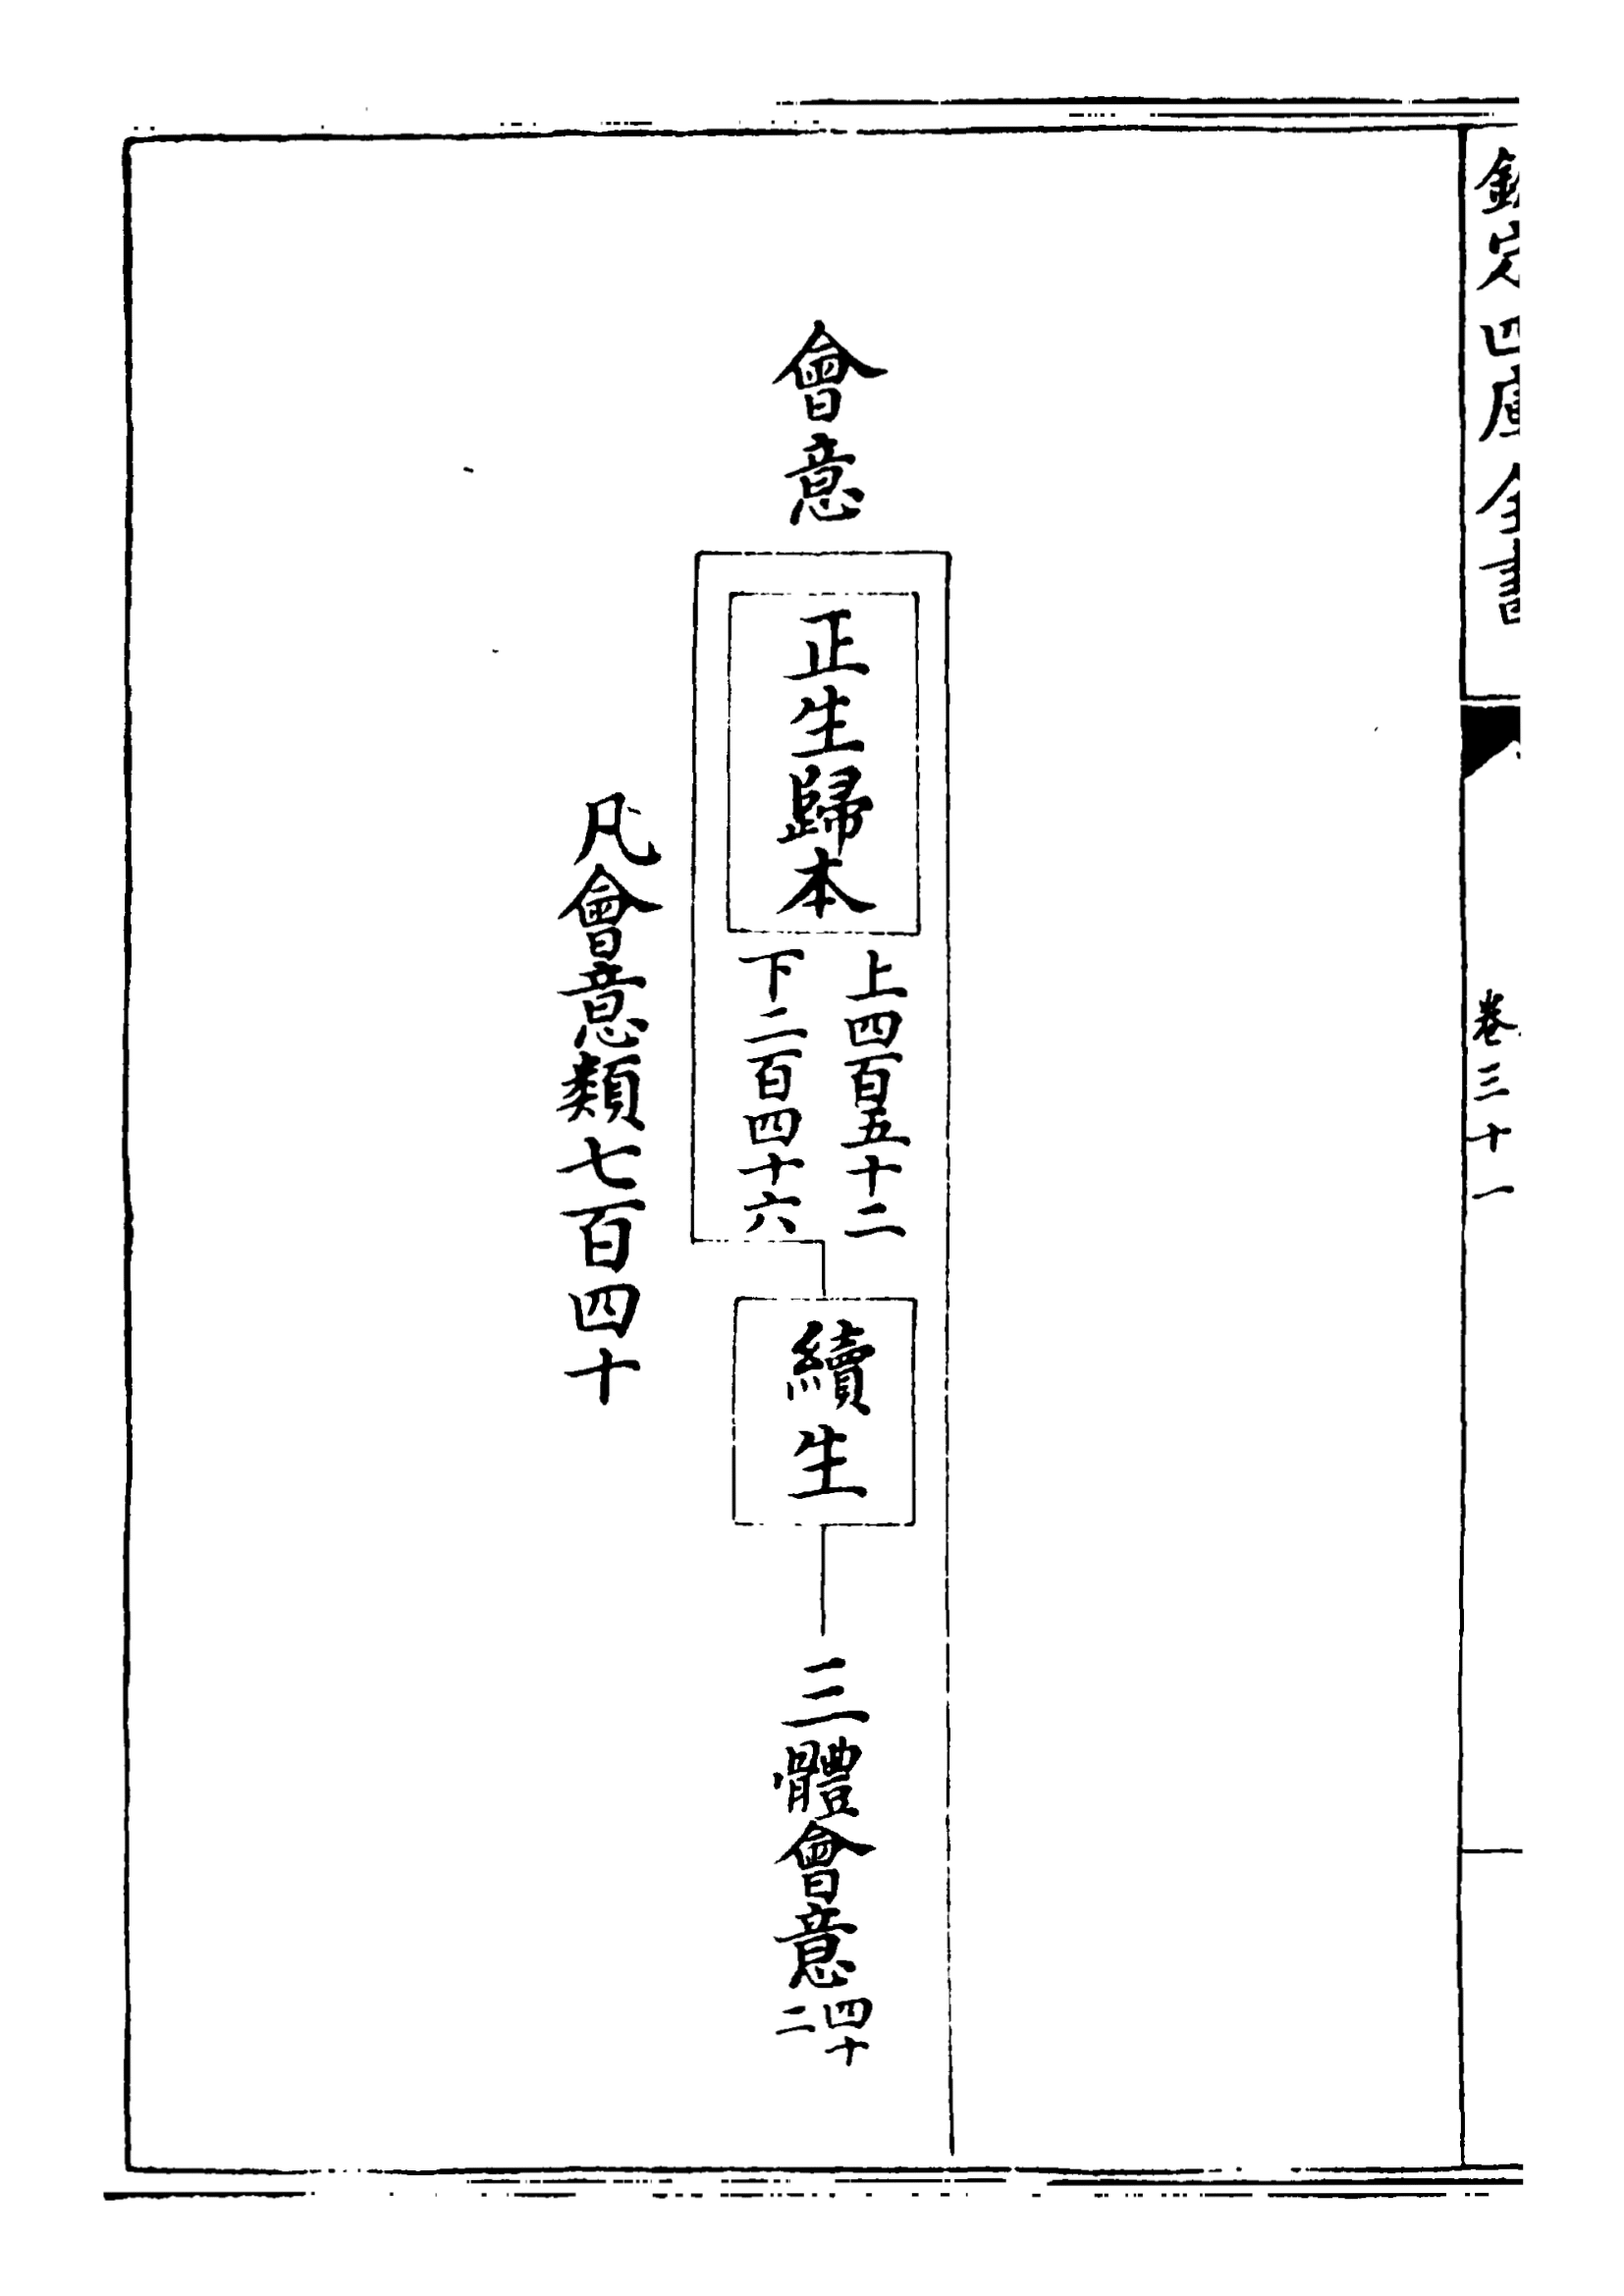 欽定四庫全書
卷三十一
會意
正生歸本
上四百五十二
下二百四十六
續生
三體會意四十
二
凡會意類七百四十